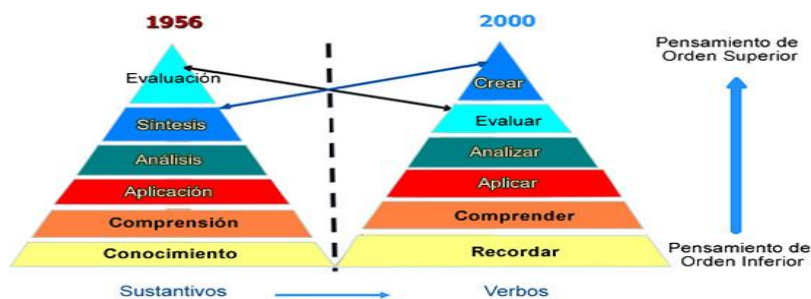 1956
2000
Evaluación
Síntesis
Análisis
Aplicación
Comprensión
Conocimiento
Sustantivos
Crear
Evaluar
Analizar
Aplicar
Comprender
Recordar
Verbos
Pensamiento de
Orden Superior
Pensamiento de
Orden Inferior